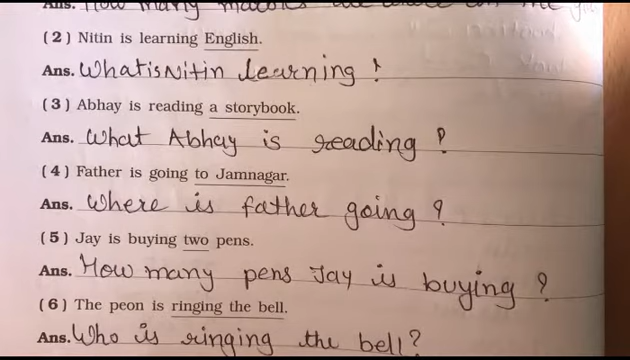 Ans. How many
(2) Nitin is learning English.
Ans. What is Nitin learning ?
(3) Abhay is reading a storybook.
Ans. What Abhay is reading ?
(4) Father is going to Jamnagar.
Ans. Where is father going ?
(5) Jay is buying two pens.
Ans. How many pens Jay is buying ?
(6) The peon is ringing the bell.
Ans. Who is ringing the bell?